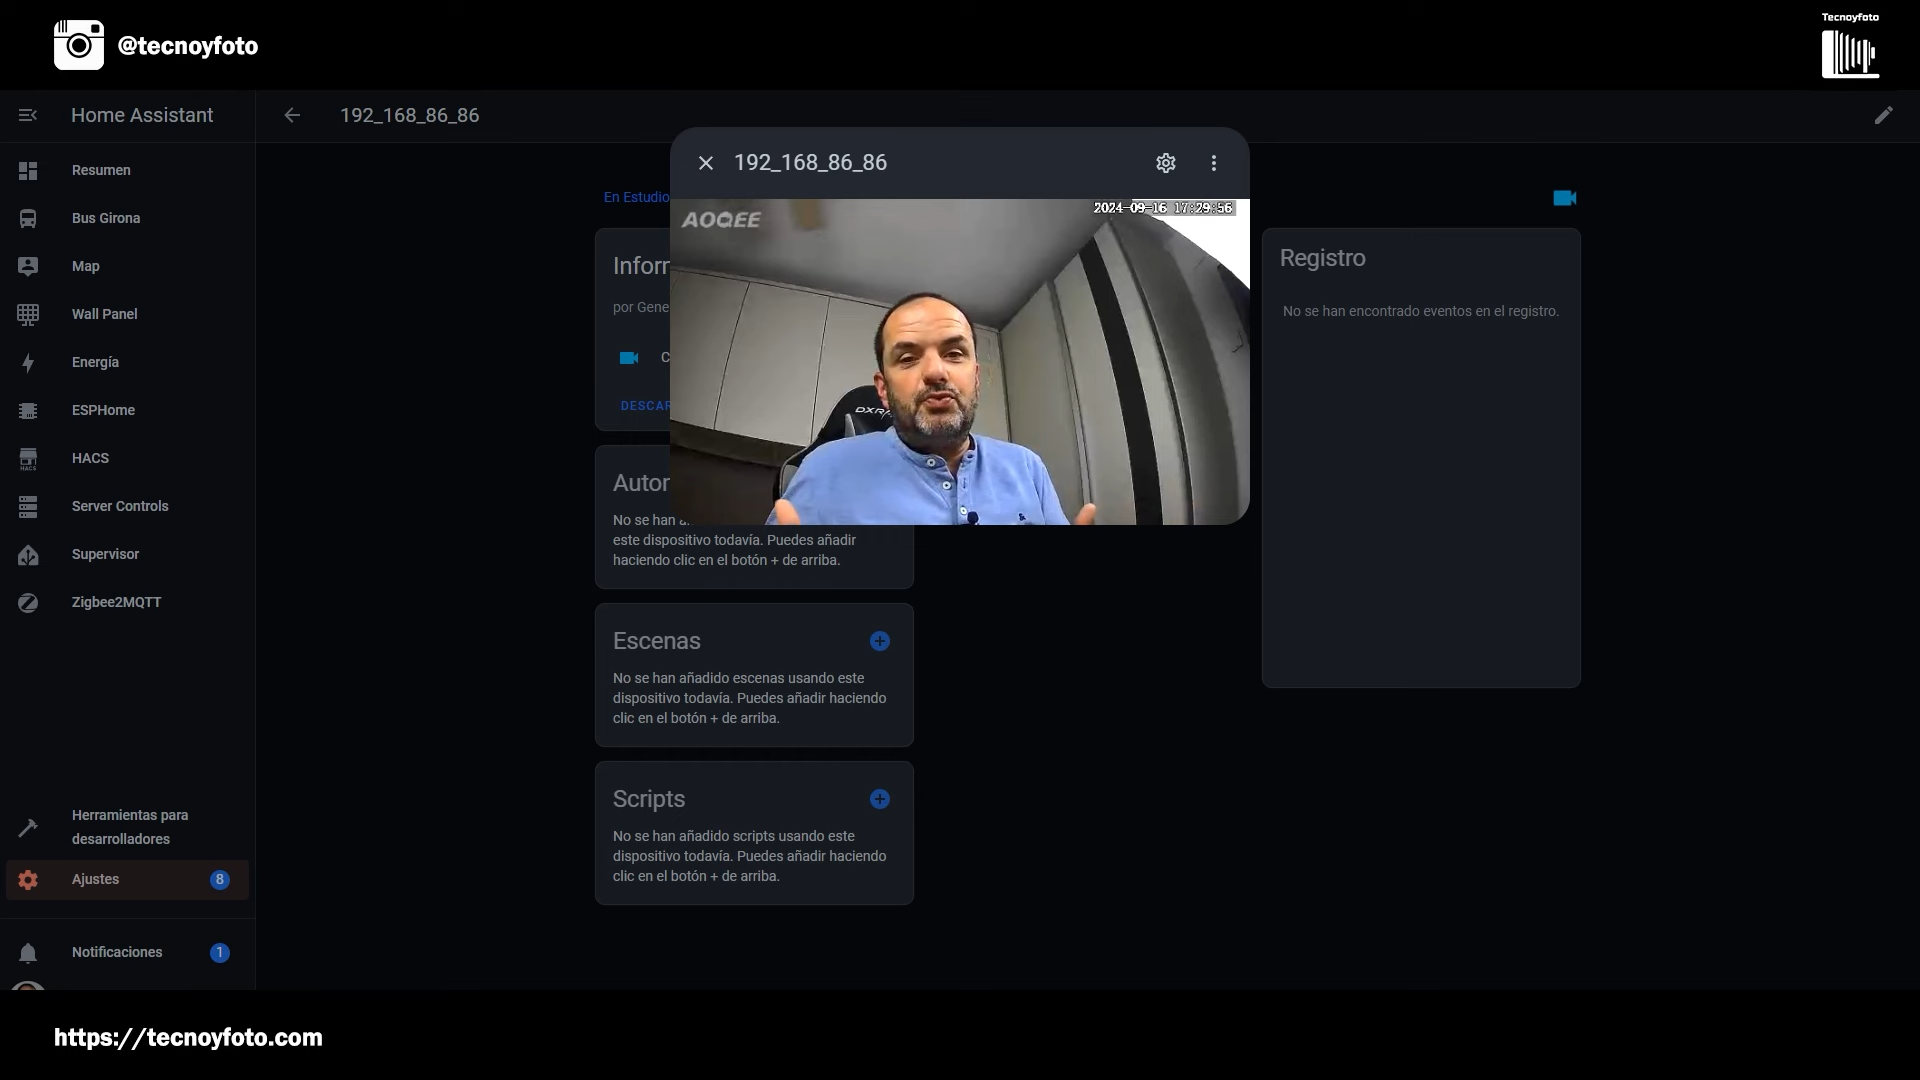 @tecnoyfoto
Tecnoyfoto
Home Assistant
192_168_86_86
Resumen
Bus Girona
Map
Wall Panel
Energía
ESPHome
HACS
HACS
Server Controls
Supervisor
Zigbee2MQTT
Herramientas para
desarrolladores
Ajustes
8
Notificaciones
1
En Estudio
Infor
por Gene
C
DESCAR
Autor
No se han a
este dispositivo todavía. Puedes añadir
haciendo clic en el botón + de arriba.
Escenas
No se han añadido escenas usando este
dispositivo todavía. Puedes añadir haciendo
clic en el botón + de arriba.
Scripts
No se han añadido scripts usando este
dispositivo todavía. Puedes añadir haciendo
clic en el botón + de arriba.
192_168_86_86
AOQEE
2024-09-16 17:29:56
DXRA
Registro
No se han encontrado eventos en el registro.
https://tecnoyfoto.com